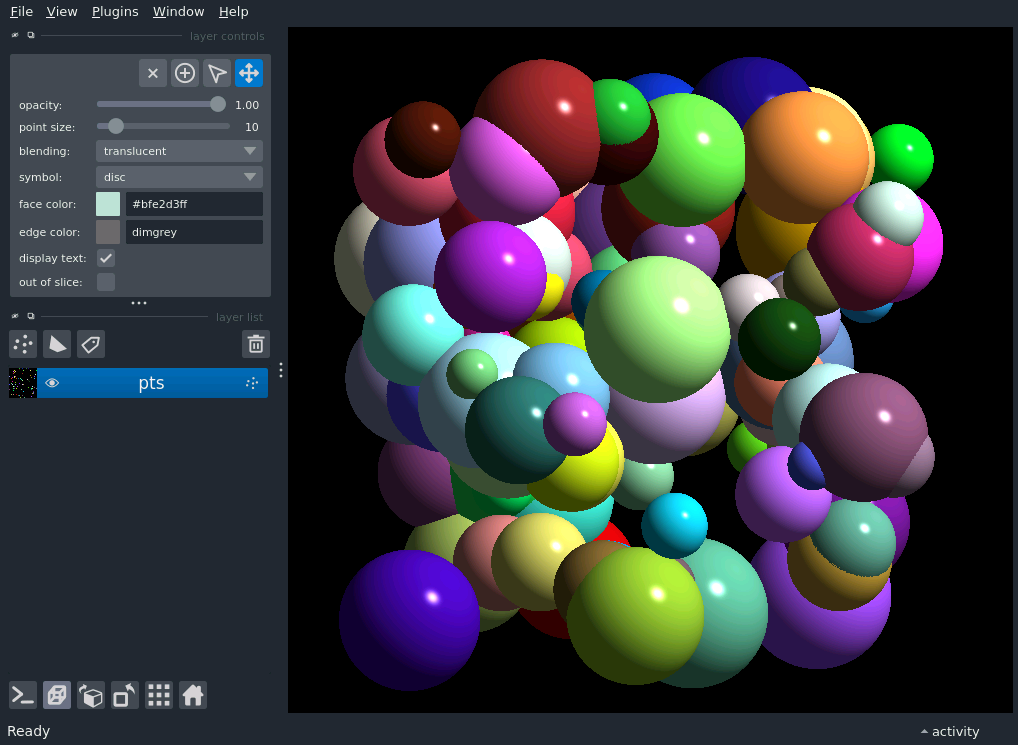 File View Plugins Window Help
layer controls
opacity: 1.00
point size: 10
blending: translucent
symbol: disc
face color: #bfe2d3ff
edge color: dimgrey
display text:
out of slice:
layer list
pts
Ready
activity